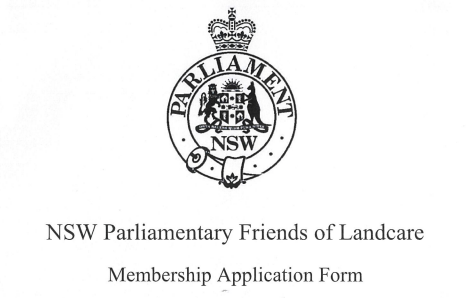 PARLIAMENT
NSW
NSW Parliamentary Friends of Landcare
Membership Application Form